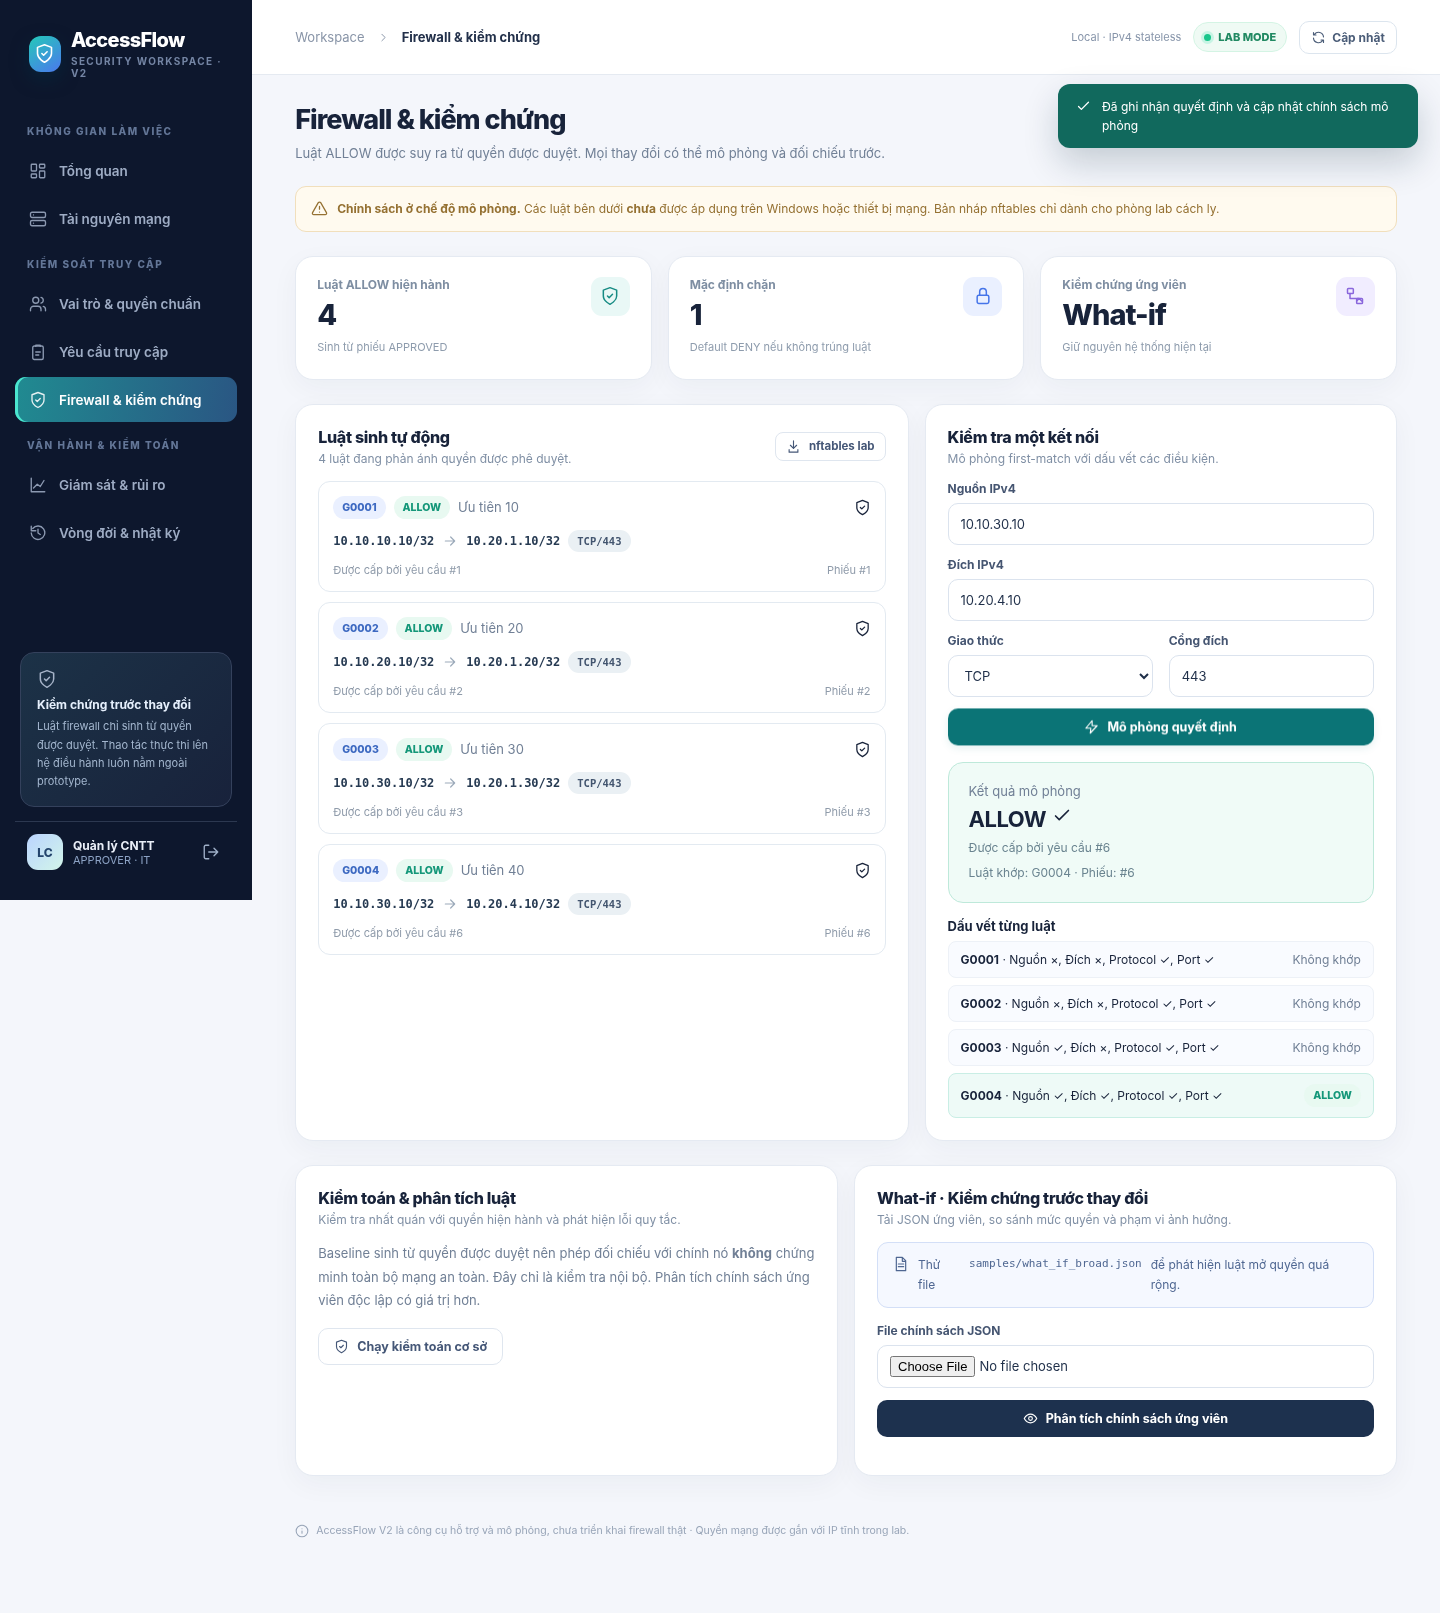 AccessFlow
SECURITY WORKSPACE ·
V2
KHÔNG GIAN LÀM VIỆC
Tổng quan
Tài nguyên mạng
KIỂM SOÁT TRUY CẬP
Vai trò & quyền chuẩn
Yêu cầu truy cập
Firewall & kiểm chứng
VẬN HÀNH & KIỂM TOÁN
Giám sát & rủi ro
Vòng đời & nhật ký
Kiểm chứng trước thay đổi
Luật firewall chỉ sinh từ quyền
được duyệt. Thao tác thực thi lên
hệ điều hành luôn nằm ngoài
prototype.
LC
Quản lý CNTT
APPROVER · IT
Workspace
Firewall & kiểm chứng
Local · IPv4 stateless
LAB MODE
Cập nhật
Đã ghi nhận quyết định và cập nhật chính sách mô
phỏng
Firewall & kiểm chứng
Luật ALLOW được suy ra từ quyền được duyệt. Mọi thay đổi có thể mô phỏng và đối chiếu trước.
Chính sách ở chế độ mô phỏng. Các luật bên dưới chưa được áp dụng trên Windows hoặc thiết bị mạng. Bản nháp nftables chỉ dành cho phòng lab cách ly.
Luật ALLOW hiện hành
4
Sinh từ phiếu APPROVED
Mặc định chặn
1
Default DENY nếu không trúng luật
Kiểm chứng ứng viên
What-if
Giữ nguyên hệ thống hiện tại
Luật sinh tự động
4 luật đang phản ánh quyền được phê duyệt.
nftables lab
G0001 ALLOW Ưu tiên 10
10.10.10.10/32 → 10.20.1.10/32 TCP/443
Được cấp bởi yêu cầu #1 Phiếu #1
G0002 ALLOW Ưu tiên 20
10.10.20.10/32 → 10.20.1.20/32 TCP/443
Được cấp bởi yêu cầu #2 Phiếu #2
G0003 ALLOW Ưu tiên 30
10.10.30.10/32 → 10.20.1.30/32 TCP/443
Được cấp bởi yêu cầu #3 Phiếu #3
G0004 ALLOW Ưu tiên 40
10.10.30.10/32 → 10.20.4.10/32 TCP/443
Được cấp bởi yêu cầu #6 Phiếu #6
Kiểm tra một kết nối
Mô phỏng first-match với dấu vết các điều kiện.
Nguồn IPv4
10.10.30.10
Đích IPv4
10.20.4.10
Giao thức Cổng đích
TCP 443
Mô phỏng quyết định
Kết quả mô phỏng
ALLOW ✓
Được cấp bởi yêu cầu #6
Luật khớp: G0004 · Phiếu: #6
Dấu vết từng luật
G0001 · Nguồn ×, Đích ×, Protocol ✓, Port ✓ Không khớp
G0002 · Nguồn ×, Đích ×, Protocol ✓, Port ✓ Không khớp
G0003 · Nguồn ✓, Đích ×, Protocol ✓, Port ✓ Không khớp
G0004 · Nguồn ✓, Đích ✓, Protocol ✓, Port ✓ ALLOW
Kiểm toán & phân tích luật
Kiểm tra nhất quán với quyền hiện hành và phát hiện lỗi quy tắc.
Baseline sinh từ quyền được duyệt nên phép đối chiếu với chính nó không chứng
minh toàn bộ mạng an toàn. Đây chỉ là kiểm tra nội bộ. Phân tích chính sách ứng
viên độc lập có giá trị hơn.
Chạy kiểm toán cơ sở
What-if · Kiểm chứng trước thay đổi
Tải JSON ứng viên, so sánh mức quyền và phạm vi ảnh hưởng.
Thử file samples/what_if_broad.json để phát hiện luật mở quyền quá
rộng.
File chính sách JSON
Choose File No file chosen
Phân tích chính sách ứng viên
AccessFlow V2 là công cụ hỗ trợ và mô phỏng, chưa triển khai firewall thật · Quyền mạng được gắn với IP tĩnh trong lab.